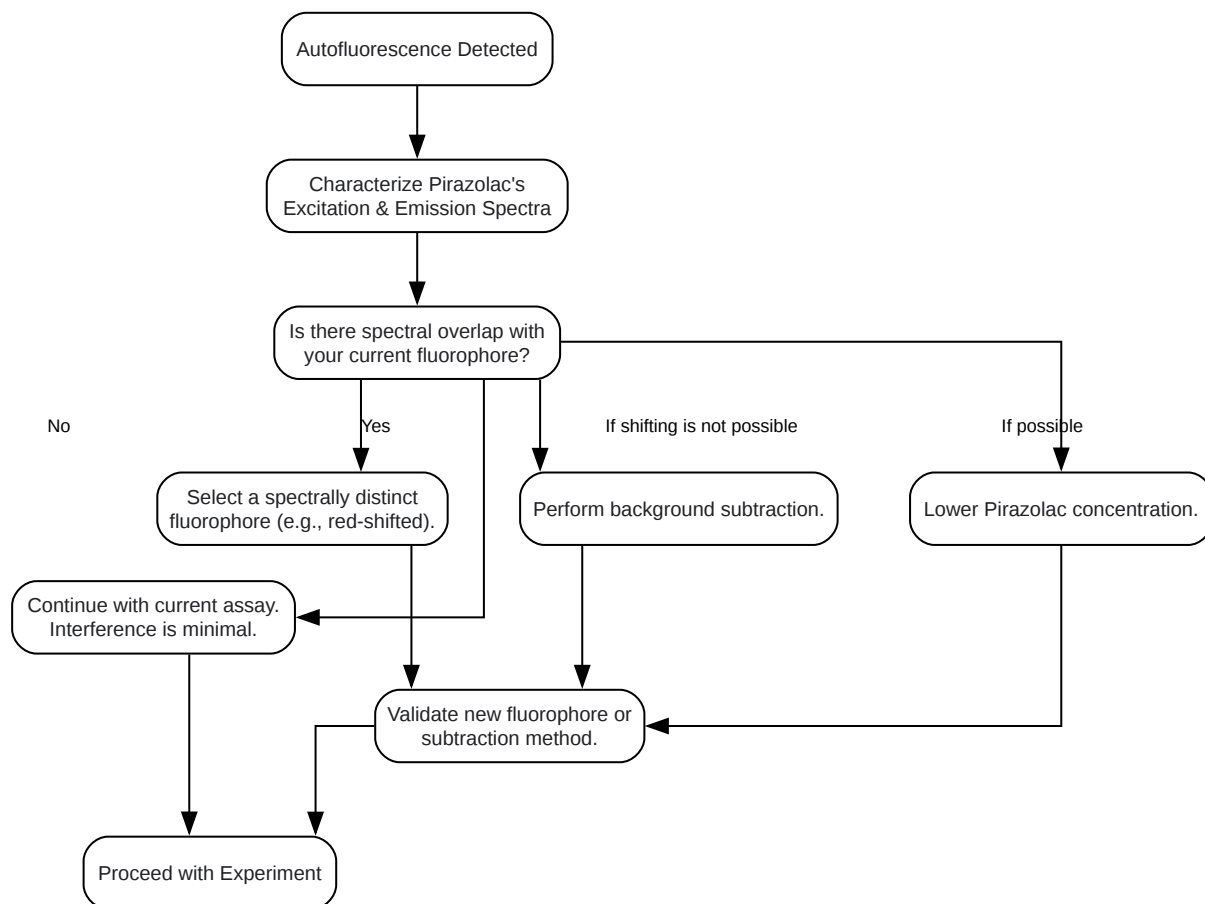 Autofluorescence Detected
Characterize Pirazolac's
Excitation & Emission Spectra
Is there spectral overlap with
your current fluorophore?
No
Yes
If shifting is not possible
If possible
Select a spectrally distinct
fluorophore (e.g., red-shifted).
Perform background subtraction.
Lower Pirazolac concentration.
Continue with current assay.
Interference is minimal.
Validate new fluorophore or
subtraction method.
Proceed with Experiment